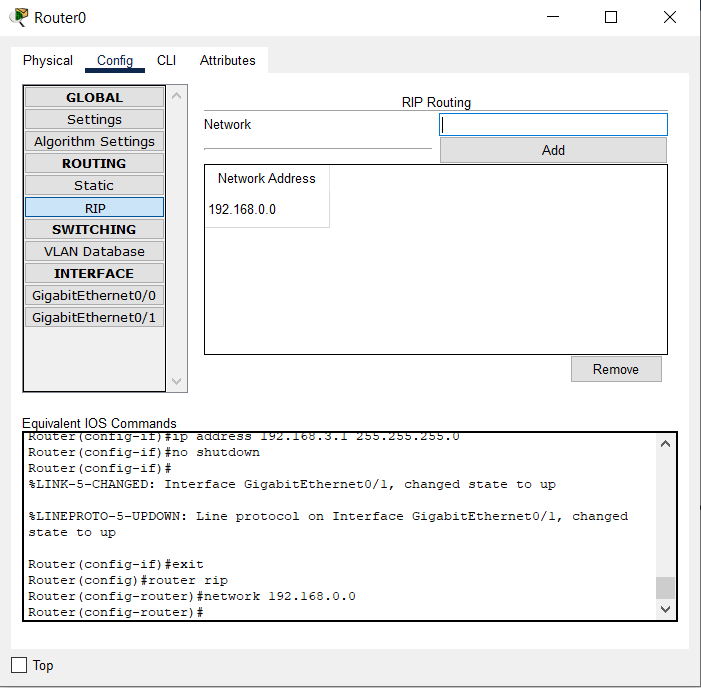 Router0
Physical Config CLI Attributes
GLOBAL
Settings
Algorithm Settings
ROUTING
Static
RIP
SWITCHING
VLAN Database
INTERFACE
GigabitEthernet0/0
GigabitEthernet0/1
RIP Routing
Network
Add
Network Address
192.168.0.0
Remove
Equivalent IOS Commands
Router(config-if)#ip address 192.168.3.1 255.255.255.0
Router(config-if)#no shutdown
Router(config-if)#
%LINK-5-CHANGED: Interface GigabitEthernet0/1, changed state to up
%LINEPROTO-5-UPDOWN: Line protocol on Interface GigabitEthernet0/1, changed
state to up
Router(config-if)#exit
Router(config)#router rip
Router(config-router)#network 192.168.0.0
Router(config-router)#
Top